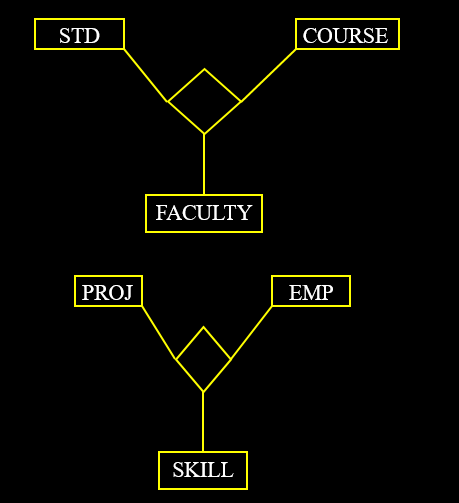 STD
COURSE
FACULTY
PROJ
EMP
SKILL